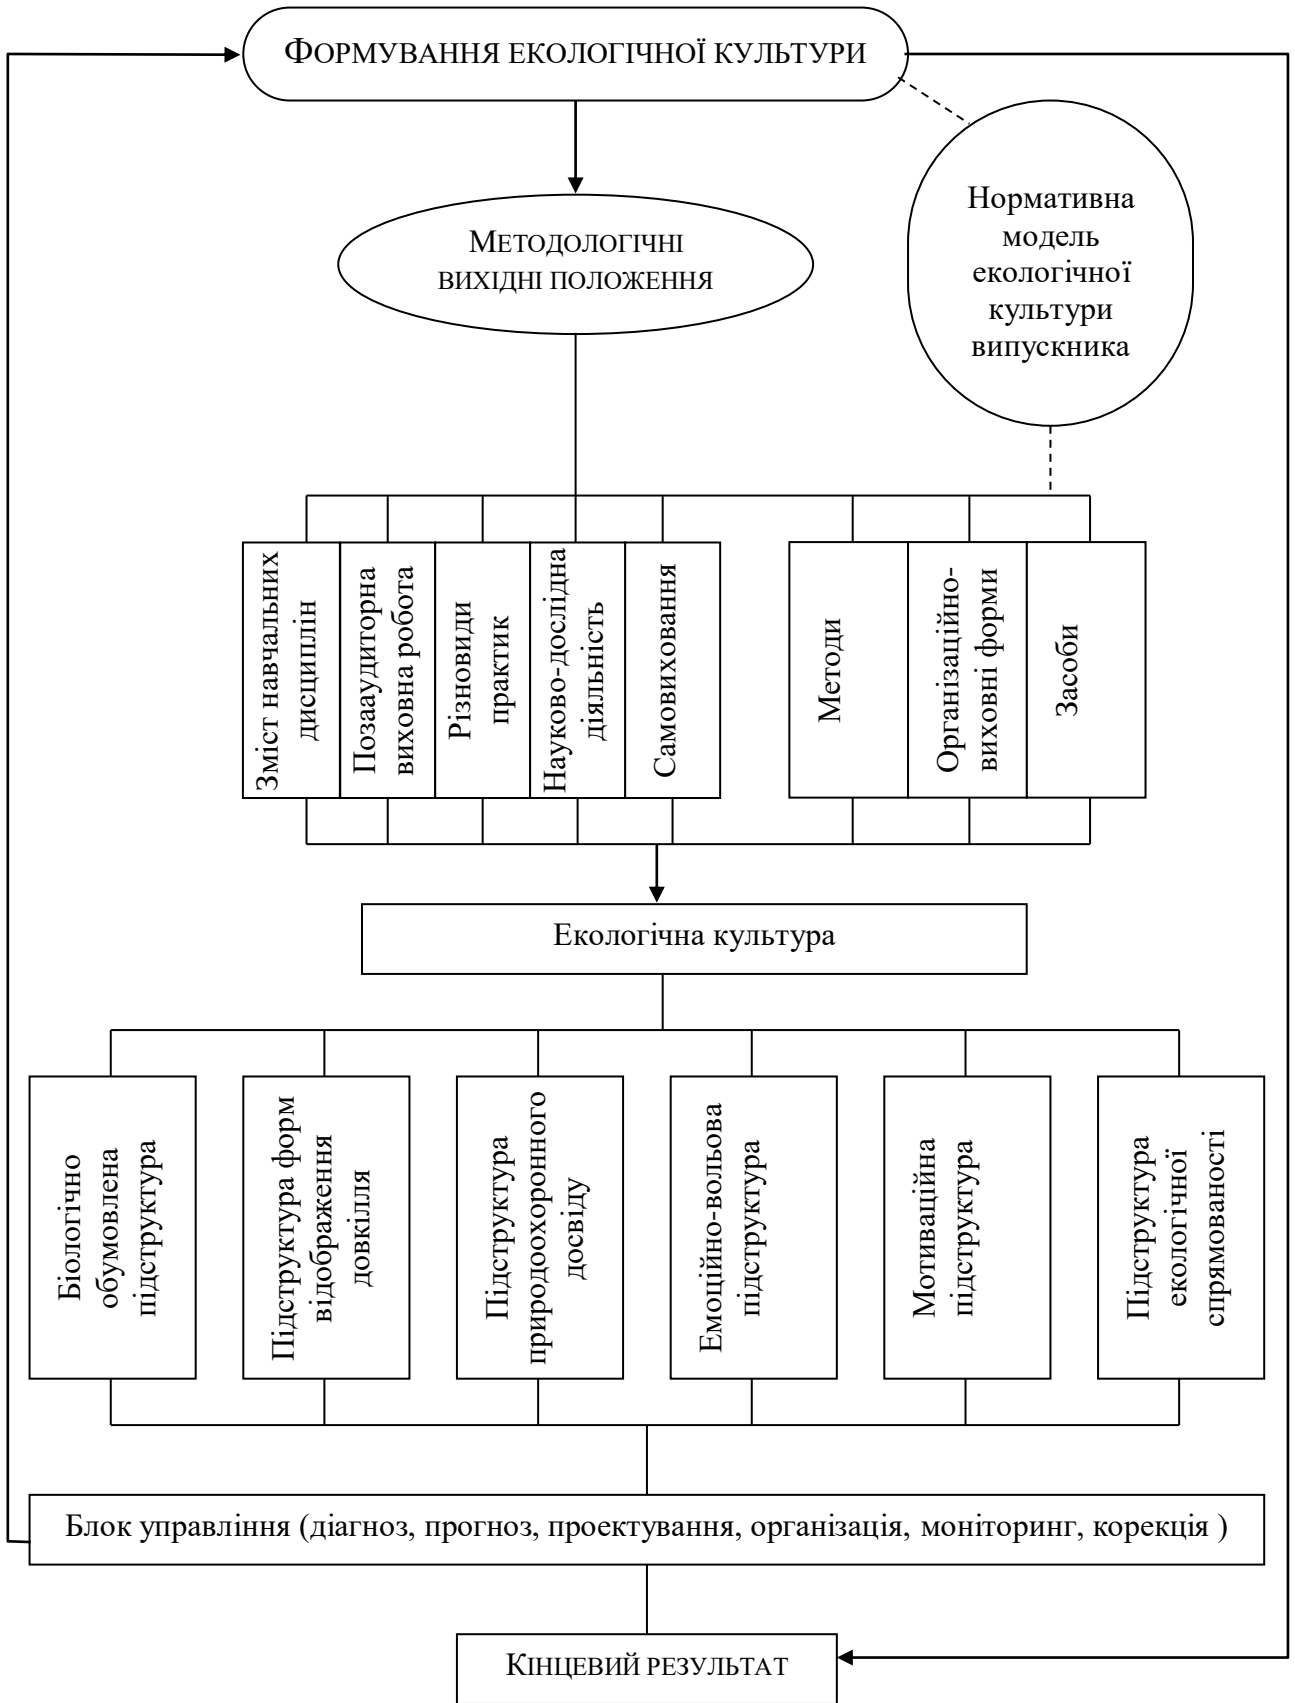 ФОРМУВАННЯ ЕКОЛОГІЧНОЇ КУЛЬТУРИ
МЕТОДОЛОГІЧНІ
ВИХІДНІ ПОЛОЖЕННЯ
Нормативна
модель
екологічної
культури
випускника
Зміст навчальних
дисциплін
Позааудиторна
виховна робота
Різновиди
практик
Науково-дослідна
діяльність
Самовиховання
Методи
Організаційно-
виховні форми
Засоби
Екологічна культура
Біологічно
обумовлена
підструктура
Підструктура форм
відображення
довкілля
Підструктура
природоохоронного
досвіду
Емоційно-вольова
підструктура
Мотиваційна
підструктура
Підструктура
екологічної
спрямованості
Блок управління (діагноз, прогноз, проектування, організація, моніторинг, корекція )
КІНЦЕВИЙ РЕЗУЛЬТАТ